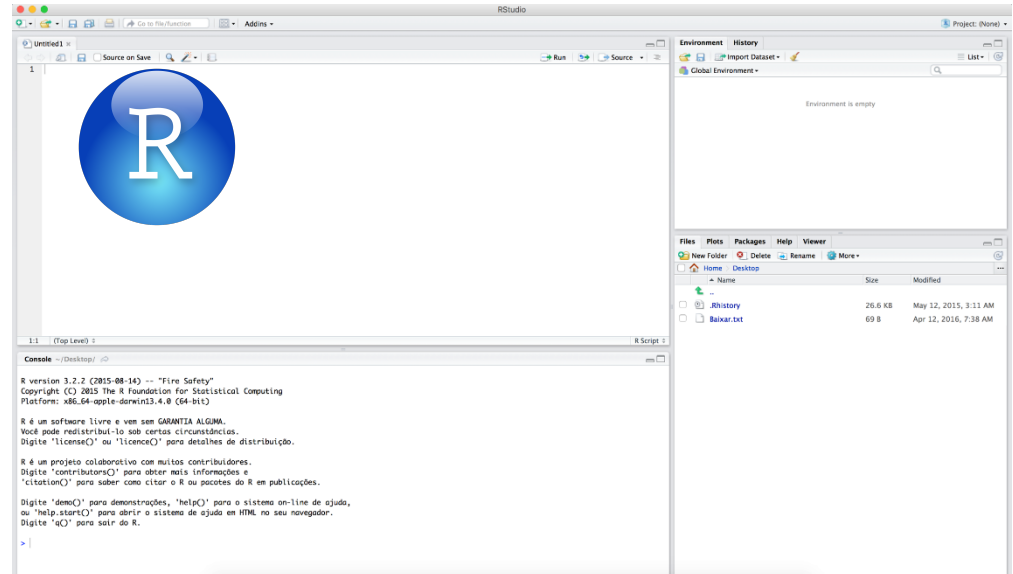 RStudio
Go to file/function
Addins
Project: (None)
Untitled1
Source on Save
Run
Source
1
R
1:1
(Top Level)
R Script
Console ~/Desktop/
R version 3.2.2 (2015-08-14) -- "Fire Safety"
Copyright (C) 2015 The R Foundation for Statistical Computing
Platform: x86_64-apple-darwin13.4.0 (64-bit)
R é um software livre e vem sem GARANTIA ALGUMA.
Você pode redistribuí-lo sob certas circunstâncias.
Digite 'license()' ou 'licence()' para detalhes de distribuição.
R é um projeto colaborativo com muitos contribuidores.
Digite 'contributors()' para obter mais informações e
'citation()' para saber como citar o R ou pacotes do R em publicações.
Digite 'demo()' para demonstrações, 'help()' para o sistema on-line de ajuda,
ou 'help.start()' para abrir o sistema de ajuda em HTML no seu navegador.
Digite 'q()' para sair do R.
>
Environment History
Import Dataset
List
Global Environment
Environment is empty
Files Plots Packages Help Viewer
New Folder Delete Rename More
Home Desktop ...
Name Size Modified
..
.Rhistory 26.6 KB May 12, 2015, 3:11 AM
Baixar.txt 69 B Apr 12, 2016, 7:38 AM